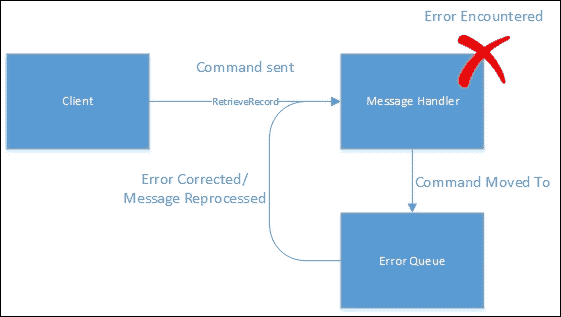 Error Encountered
Command sent
Client
RetrieveRecord
Message Handler
Error Corrected/
Message Reprocessed
Command Moved To
Error Queue